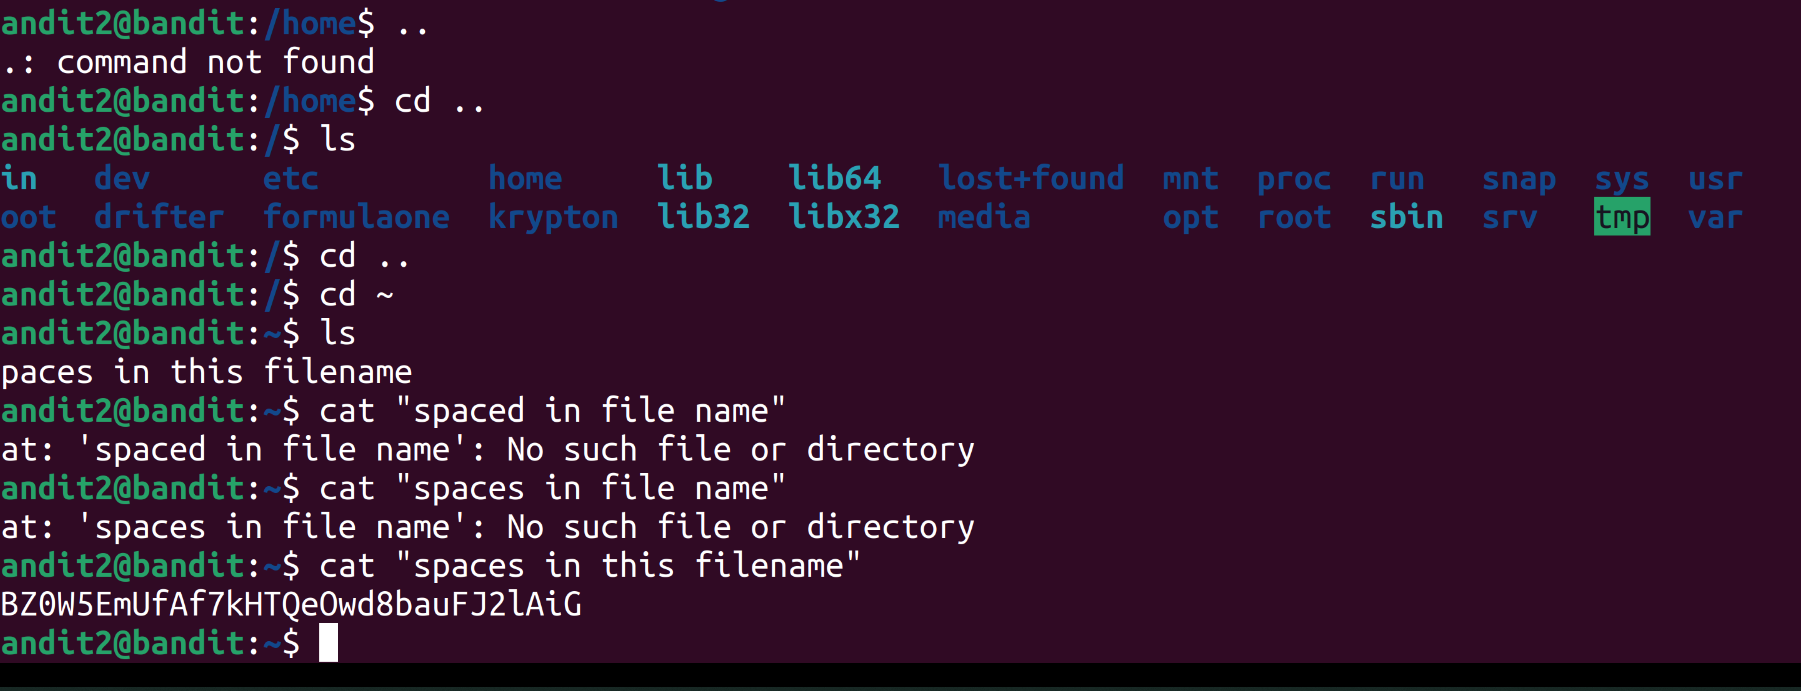 andit2@bandit:/home$ ..
.: command not found
andit2@bandit:/home$ cd ..
andit2@bandit:/$ ls
in dev etc home lib lib64 lost+found mnt proc run snap sys usr
oot drifter formulaone krypton lib32 libx32 media opt root sbin srv tmp var
andit2@bandit:/$ cd ..
andit2@bandit:/$ cd ~
andit2@bandit:~$ ls
paces in this filename
andit2@bandit:~$ cat "spaced in file name"
at: 'spaced in file name': No such file or directory
andit2@bandit:~$ cat "spaces in file name"
at: 'spaces in file name': No such file or directory
andit2@bandit:~$ cat "spaces in this filename"
BZ0W5EmUfAf7kHTQeOwd8bauFJ2lAiG
andit2@bandit:~$